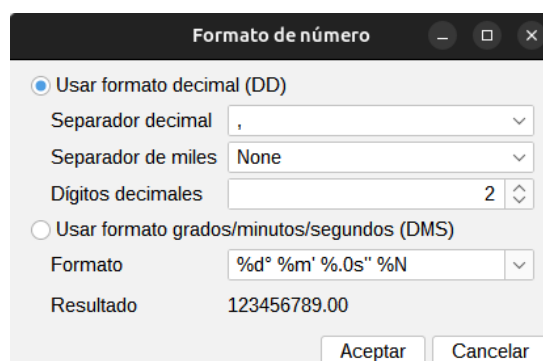 Formato de número
Usar formato decimal (DD)
Separador decimal ,
Separador de miles None
Dígitos decimales 2
Usar formato grados/minutos/segundos (DMS)
Formato %d° %m' %.0s'' %N
Resultado 123456789.00
Aceptar Cancelar